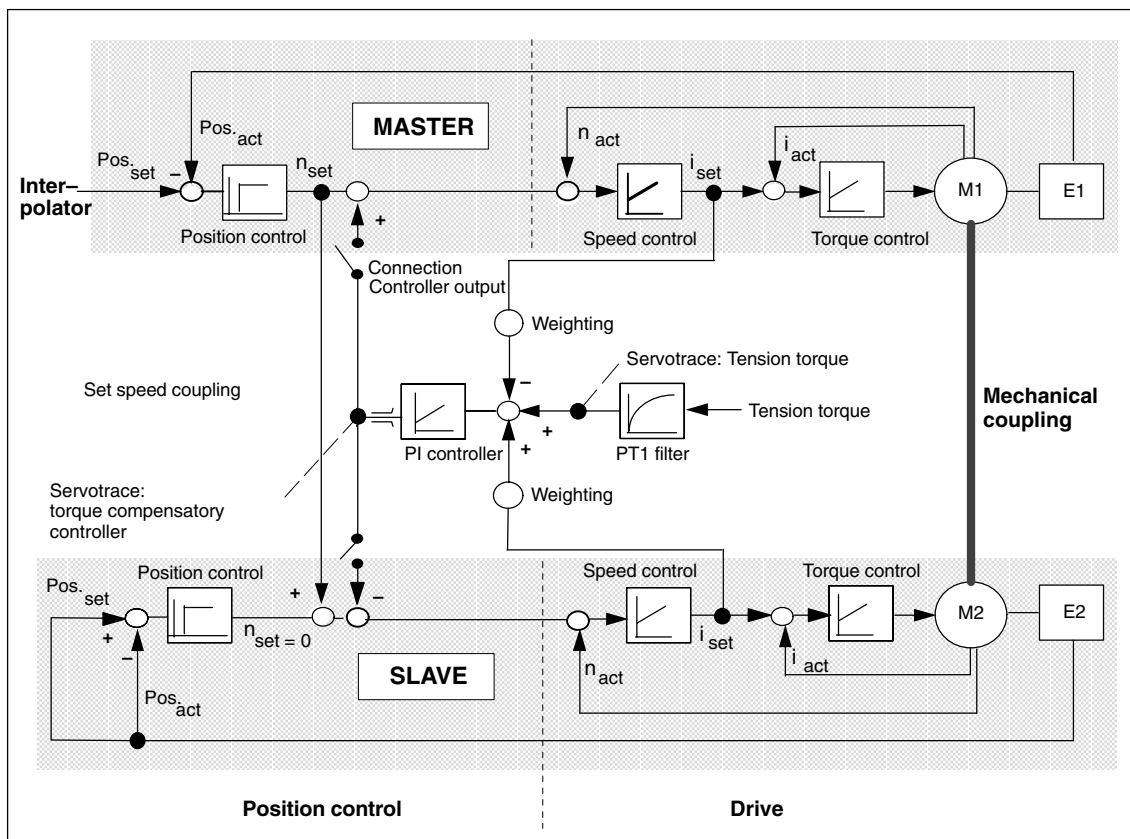 MASTER
Pos.act
Pos.set
n set
n act
i act
i set
–
Inter–
polator
M1
E1
Position control
+
Speed control
Torque control
Connection
Controller output
Weighting
–
Servotrace: Tension torque
Set speed coupling
Mechanical
coupling
Tension torque
+
PI controller
PT1 filter
+
Servotrace:
torque compensatory
controller
Weighting
Position control
Speed control
Torque control
Pos.set
+
–
M2
E2
+
–
n set = 0
i set
i act
n act
SLAVE
Pos.act
Position control
Drive